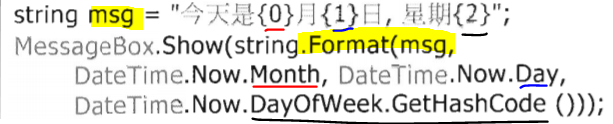 string msg = "今天是{0}月{1}日, 星期{2}";
MessageBox.Show(string.Format(msg,
DateTime.Now.Month, DateTime.Now.Day,
DateTime.Now.DayOfWeek.GetHashCode ()));